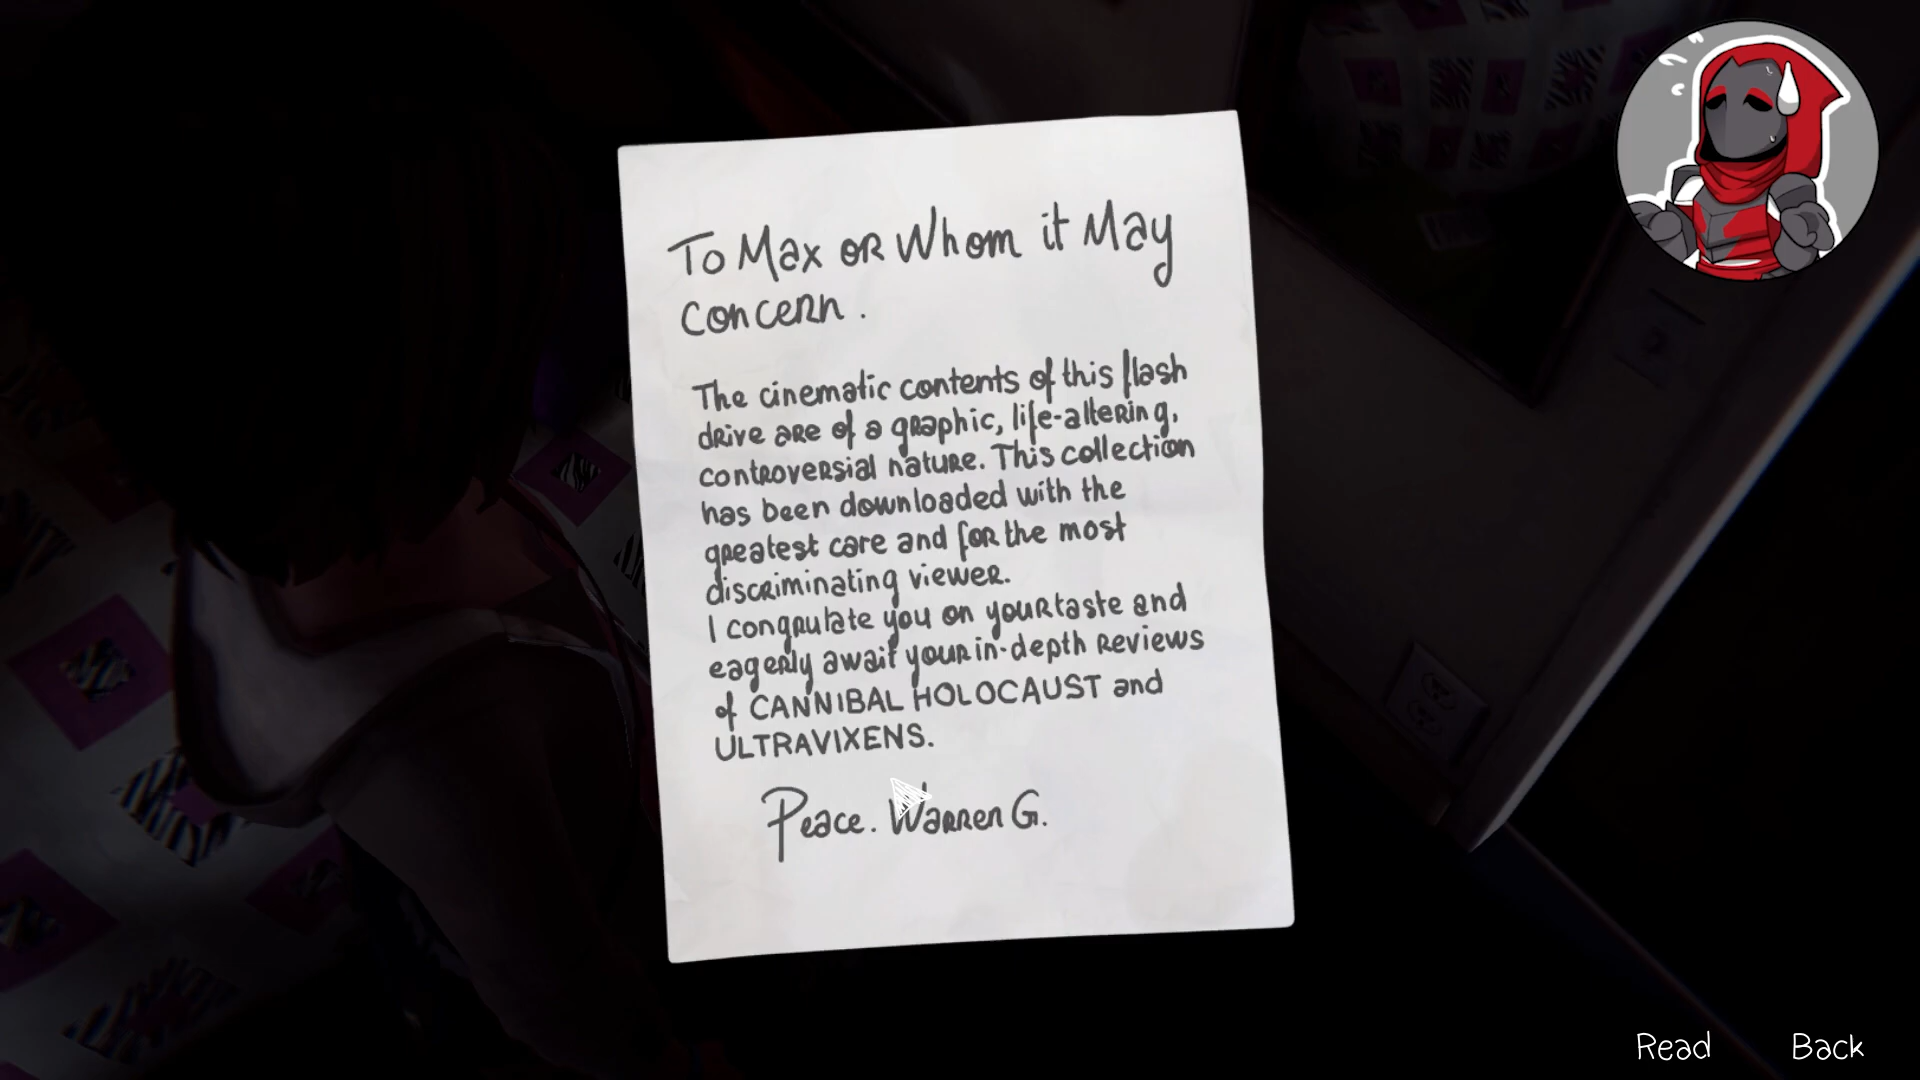 To Max or Whom it May
Concern.
The cinematic contents of this flash
drive are of a graphic, life-altering,
controversial nature. This collection
has been downloaded with the
greatest care and for the most
discriminating viewer.
I congrulate you on your taste and
eagerly await your in-depth reviews
of CANNIBAL HOLOCAUST and
ULTRAVIXENS.
Peace. Warren G.
Read Back